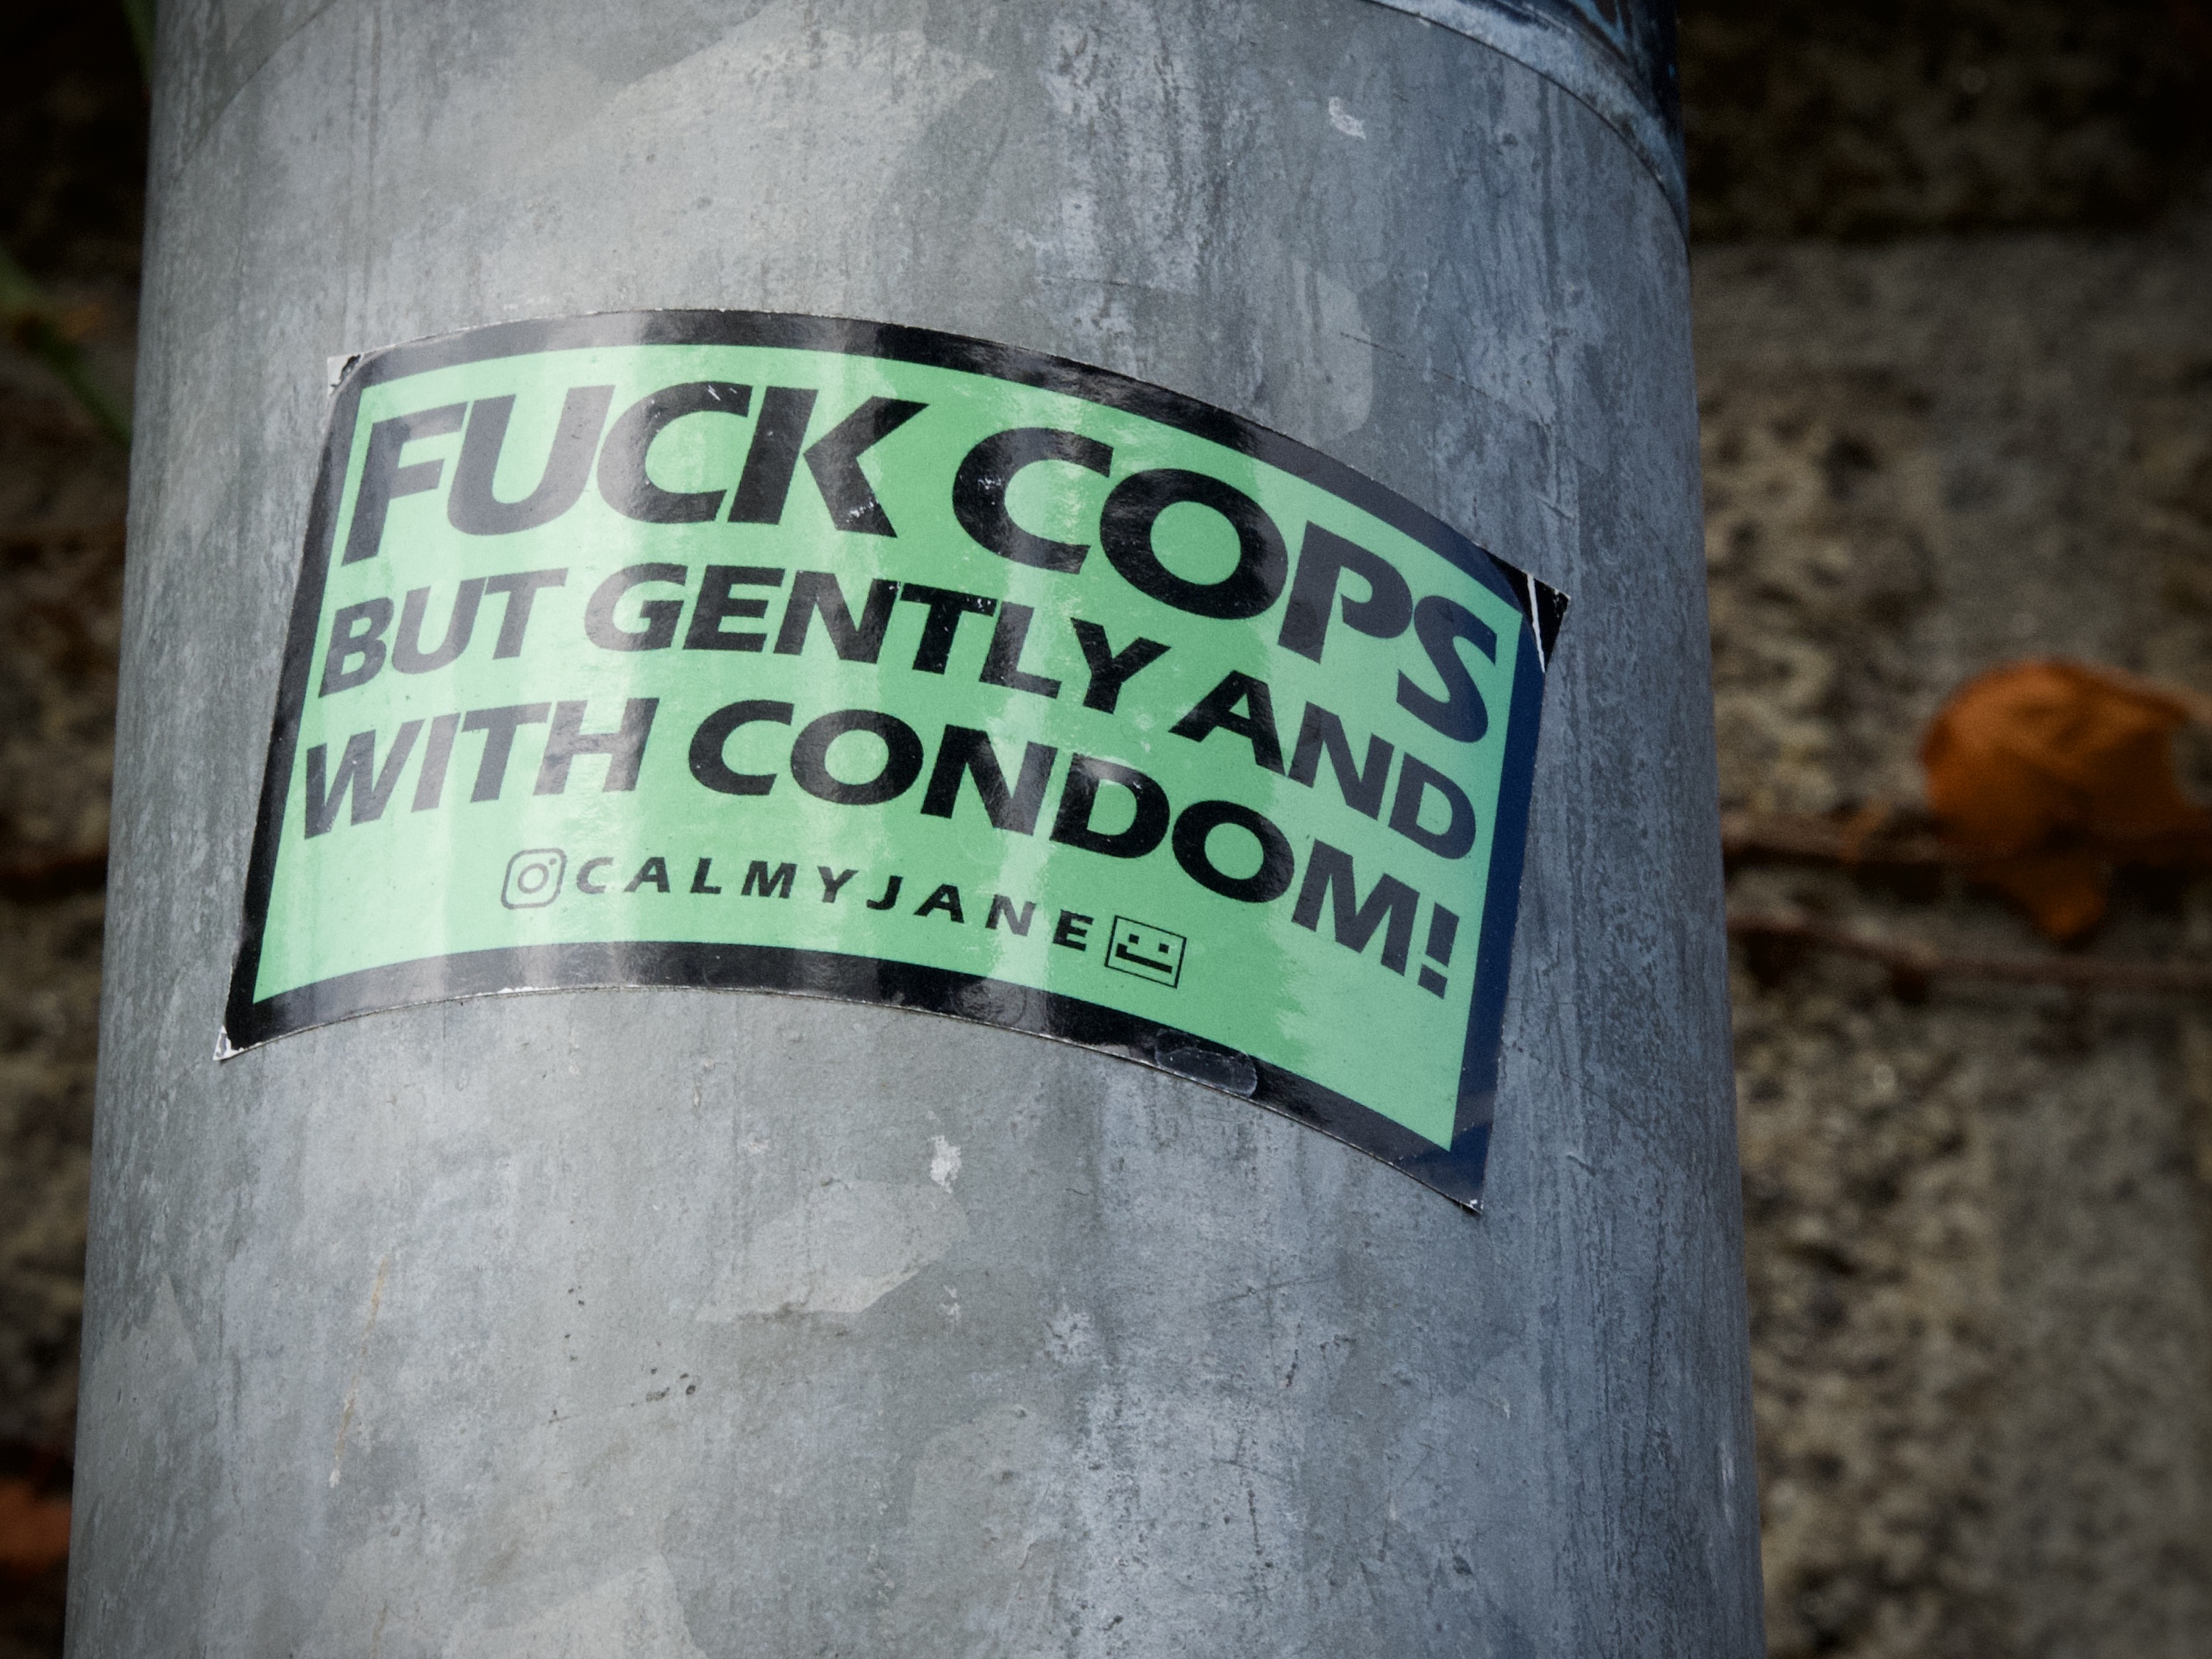 FUCK COPS
BUT GENTLY AND
WITH CONDOM!
CALMYJANE